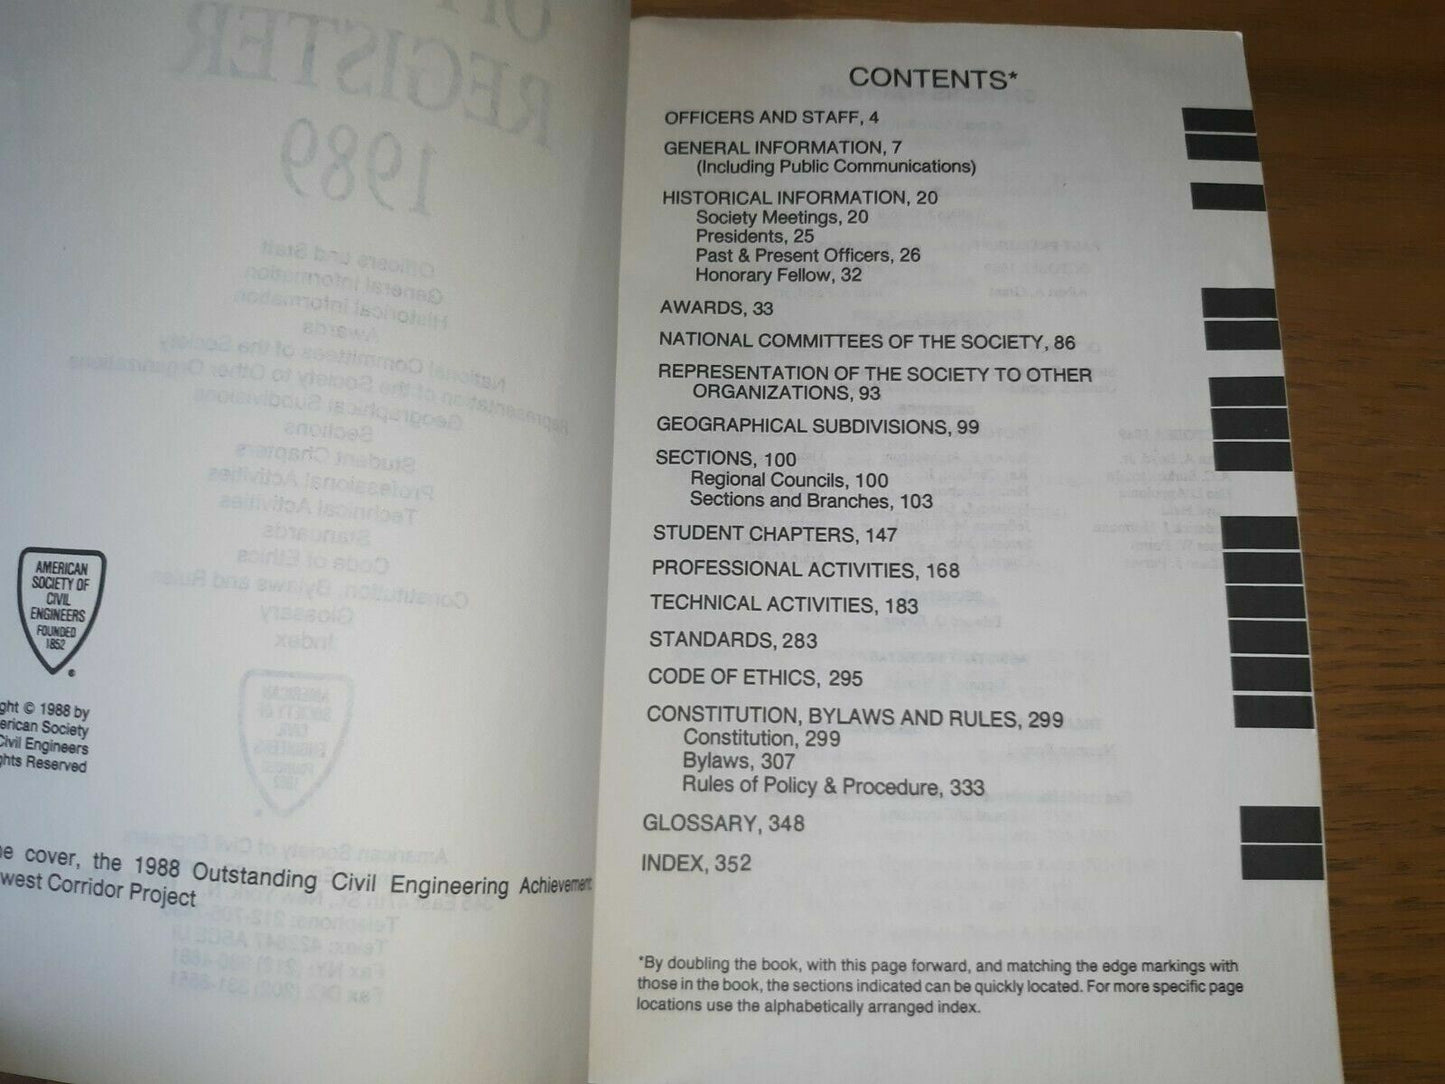 AMERICAN
SOCIETY OF
CIVIL
ENGINEERS
FOUNDED
1852
®
ght © 1988 by
erican Society
Civil Engineers
ghts Reserved
e cover, the 1988 Outstanding Civil Engineering Achievement
west Corridor Project
CONTENTS*
OFFICERS AND STAFF, 4
GENERAL INFORMATION, 7
(Including Public Communications)
HISTORICAL INFORMATION, 20
Society Meetings, 20
Presidents, 25
Past & Present Officers, 26
Honorary Fellow, 32
AWARDS, 33
NATIONAL COMMITTEES OF THE SOCIETY, 86
REPRESENTATION OF THE SOCIETY TO OTHER
ORGANIZATIONS, 93
GEOGRAPHICAL SUBDIVISIONS, 99
SECTIONS, 100
Regional Councils, 100
Sections and Branches, 103
STUDENT CHAPTERS, 147
PROFESSIONAL ACTIVITIES, 168
TECHNICAL ACTIVITIES, 183
STANDARDS, 283
CODE OF ETHICS, 295
CONSTITUTION, BYLAWS AND RULES, 299
Constitution, 299
Bylaws, 307
Rules of Policy & Procedure, 333
GLOSSARY, 348
INDEX, 352
*By doubling the book, with this page forward, and matching the edge markings with
those in the book, the sections indicated can be quickly located. For more specific page
locations use the alphabetically arranged index.